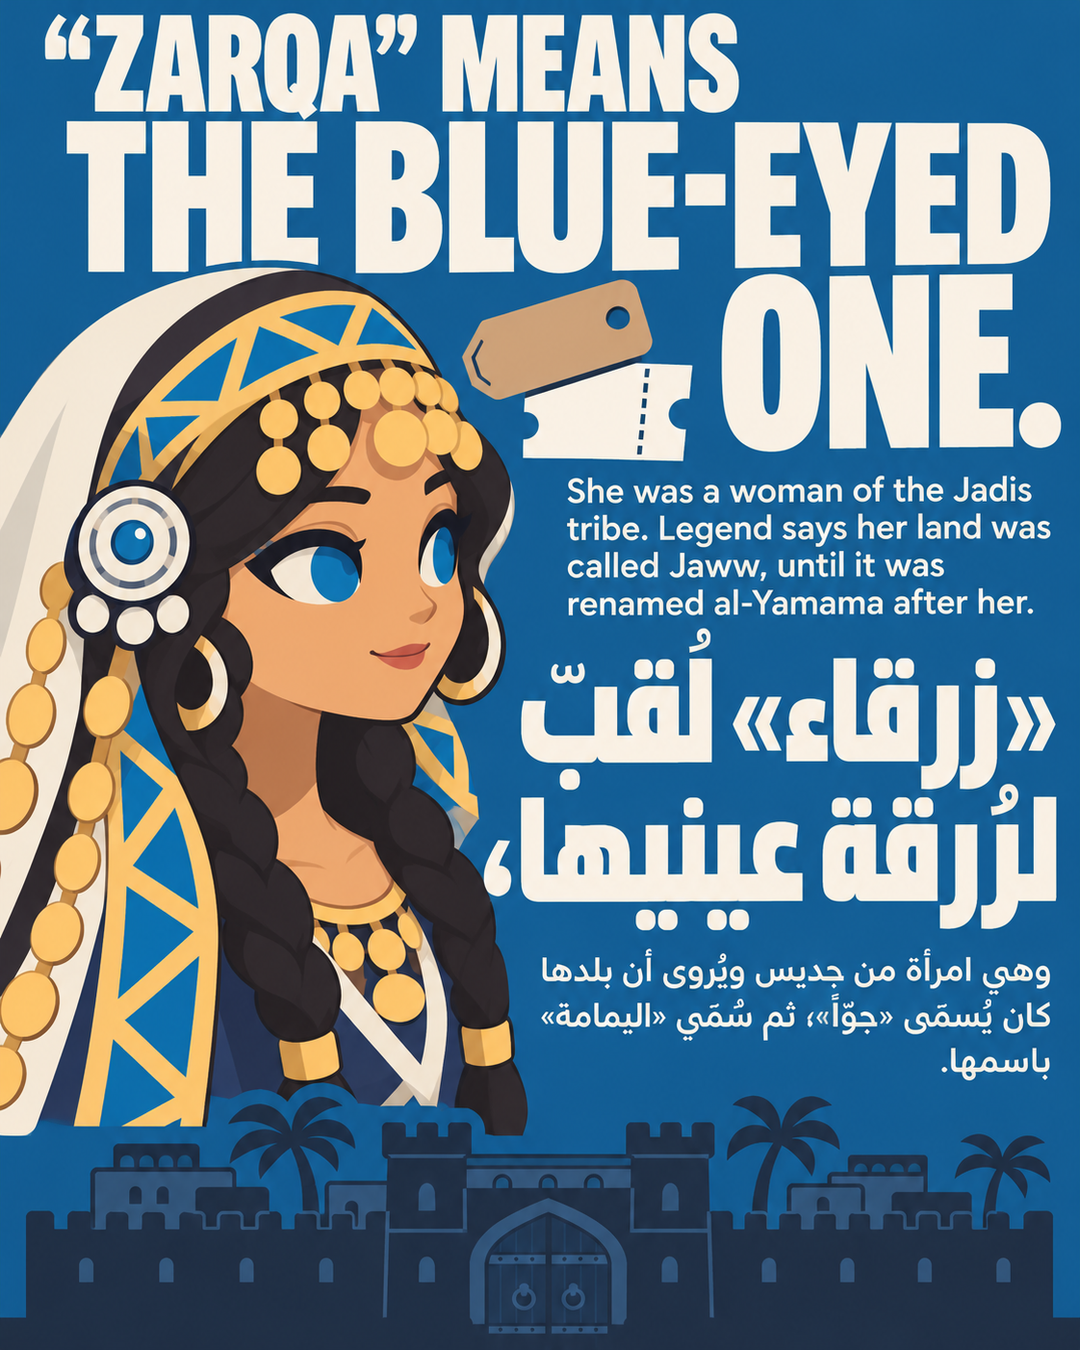 “ZARQA” MEANS
THE BLUE-EYED
ONE.
She was a woman of the Jadis
tribe. Legend says her land was
called Jaww, until it was
renamed al-Yamama after her.
«زرقاء» لُقبّ
لزُرقة عينيها،
وهي امرأة من جديس ويُروى أن بلدها
كان يُسمَى «جوّاً»، ثم سُمَي «اليمامة»
باسمها.